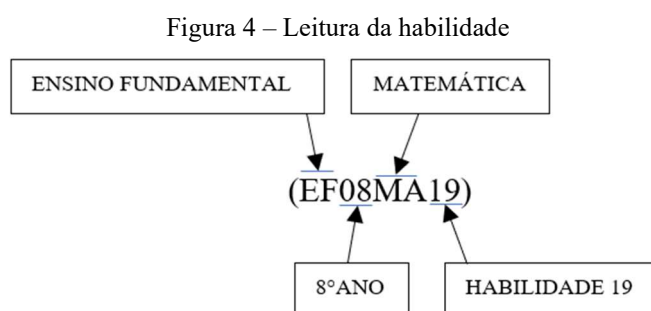 Figura 4 – Leitura da habilidade
ENSINO FUNDAMENTAL
MATEMÁTICA
(EF08MA19)
8°ANO
HABILIDADE 19